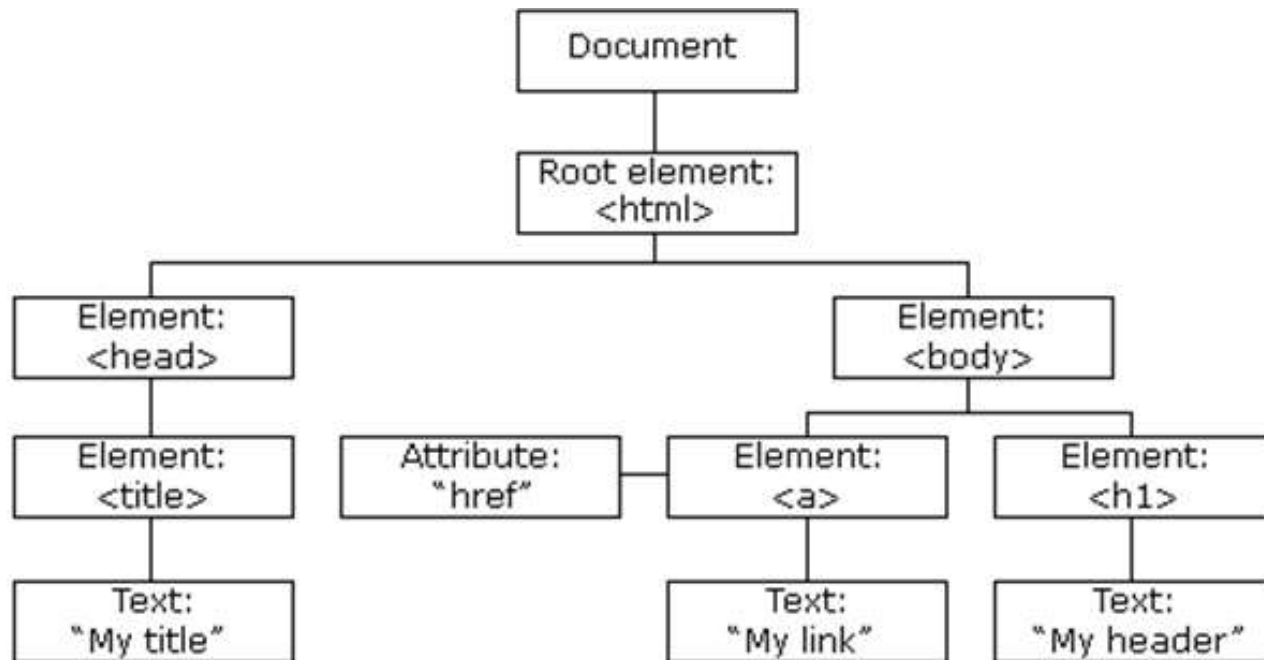 Document
Root element:
<html>
Element:
<head>
Element:
<body>
Element:
<title>
Attribute:
“href”
Element:
<a>
Element:
<h1>
Text:
“My title”
Text:
“My link”
Text:
“My header”